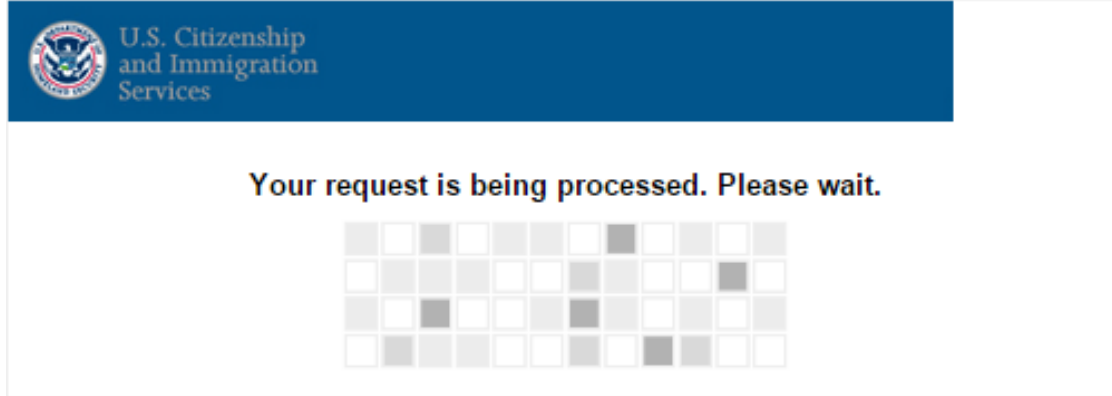 U.S. Citizenship
and Immigration
Services
Your request is being processed. Please wait.